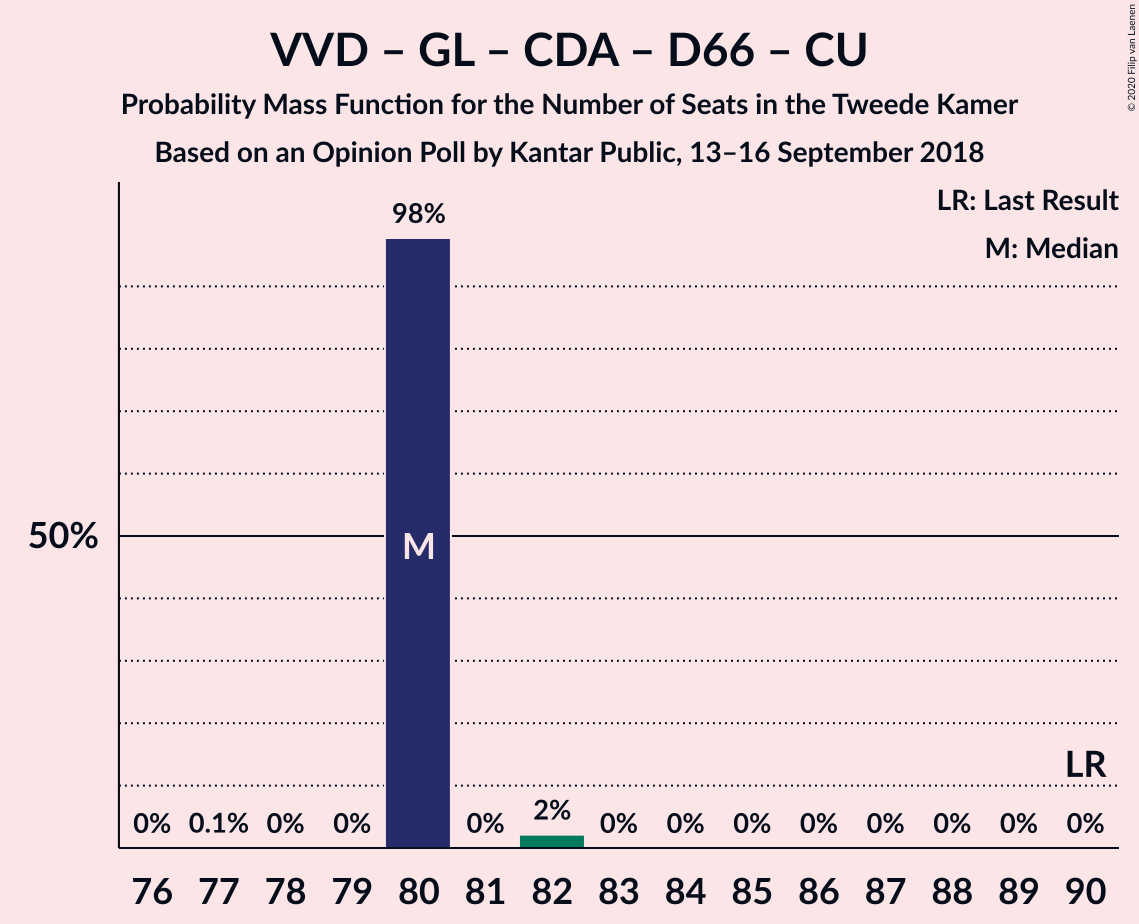 VVD – GL – CDA – D66 – CU
Probability Mass Function for the Number of Seats in the Tweede Kamer
Based on an Opinion Poll by Kantar Public, 13–16 September 2018
© 2020 Filip van Laenen
LR: Last Result
M: Median
98%
50%
M
LR
0% 0.1% 0% 0% 0% 2% 0% 0% 0% 0% 0% 0% 0% 0%
76 77 78 79 80 81 82 83 84 85 86 87 88 89 90